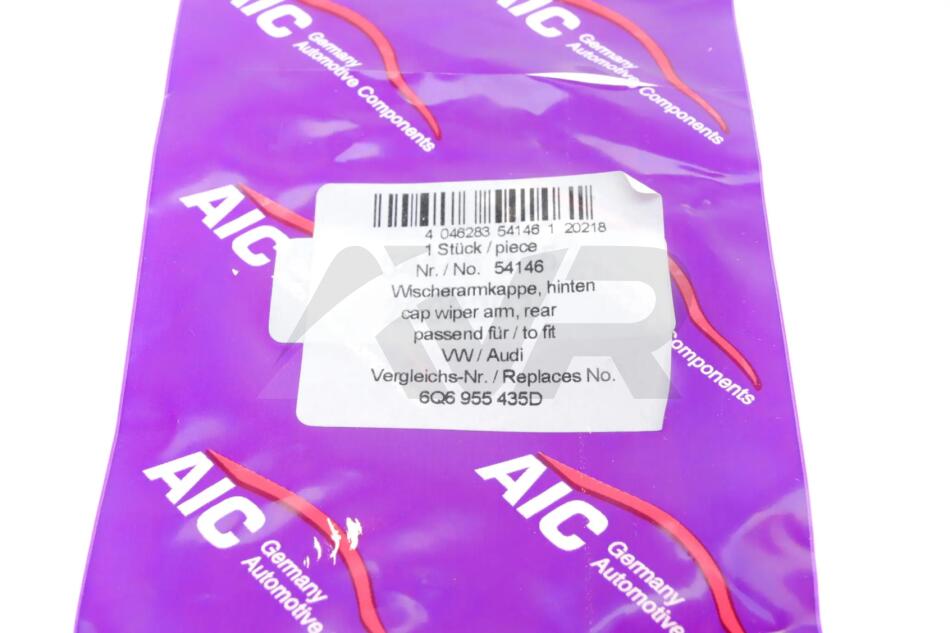 AIC
Germany
Automotive Components
AIC
Germany
Automotive Components
AIC
4 046283 54146 1 20218
1 Stück / piece
Nr. / No. 54146
Wischerarmkappe, hinten
cap wiper arm, rear
passend für / to fit
VW / Audi
Vergleichs-Nr. / Replaces No.
6Q6 955 435D
Components
AIC
Germany
Automotive
AIC
Germany
Automotive